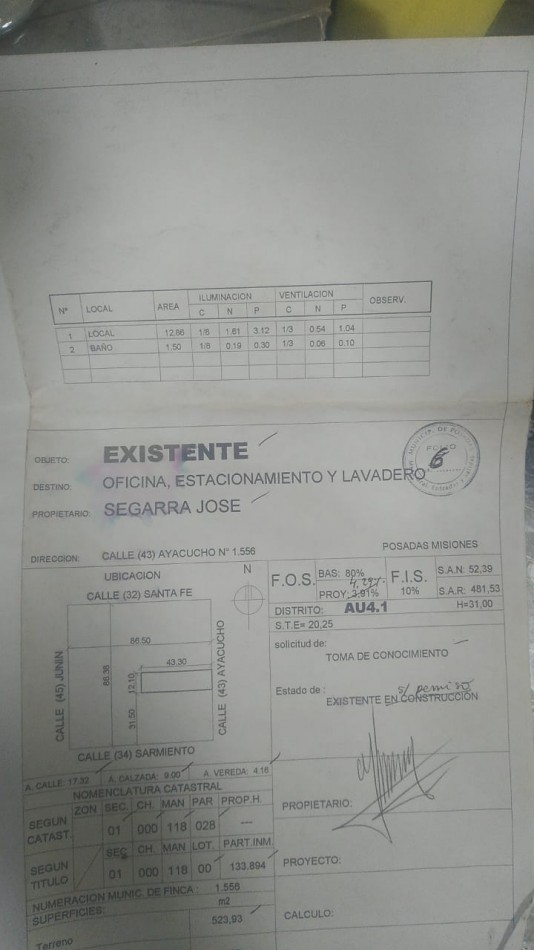 Nº LOCAL AREA ILUMINACION VENTILACION OBSERV.
C N P C N P
1 LOCAL 12.88 1/8 1.61 3.12 1/3 0.54 1.04
2 BAÑO 1.50 1/8 0.19 0.30 1/3 0.06 0.10
OBJETO: EXISTENTE
FOLIO
6
DESTINO: OFICINA, ESTACIONAMIENTO Y LAVADERO
PROPIETARIO: SEGARRA JOSE
DIRECCION: CALLE (43) AYACUCHO N° 1.556 POSADAS MISIONES
UBICACION
N
CALLE (32) SANTA FE
86.50
86.36
43.30
12.10
31.50
CALLE (45) JUNIN
CALLE (43) AYACUCHO
CALLE (34) SARMIENTO
A. CALLE: 17.32 A. CALZADA: 9.00 A. VEREDA: 4.16
F.O.S. BAS: 80% F.I.S. S.A.N: 52,39
PROY: 10% S.A.R: 481,53
DISTRITO: AU4.1 H=31,00
S.T.E= 20,25
solicitud de:
TOMA DE CONOCIMIENTO
Estado de :
s/ permiso
EXISTENTE EN CONSTRUCCIÓN
NOMENCLATURA CATASTRAL
ZON SEC. CH. MAN PAR PROP.H.
SEGUN CATAST. 01 000 118 028 ---
SEC CH. MAN LOT. PART.INM.
SEGUN TITULO 01 000 118 00 133.894
NUMERACION MUNIC. DE FINCA : 1.556
SUPERFICIES: m2
523,93
Terreno
PROPIETARIO:
PROYECTO:
CALCULO: